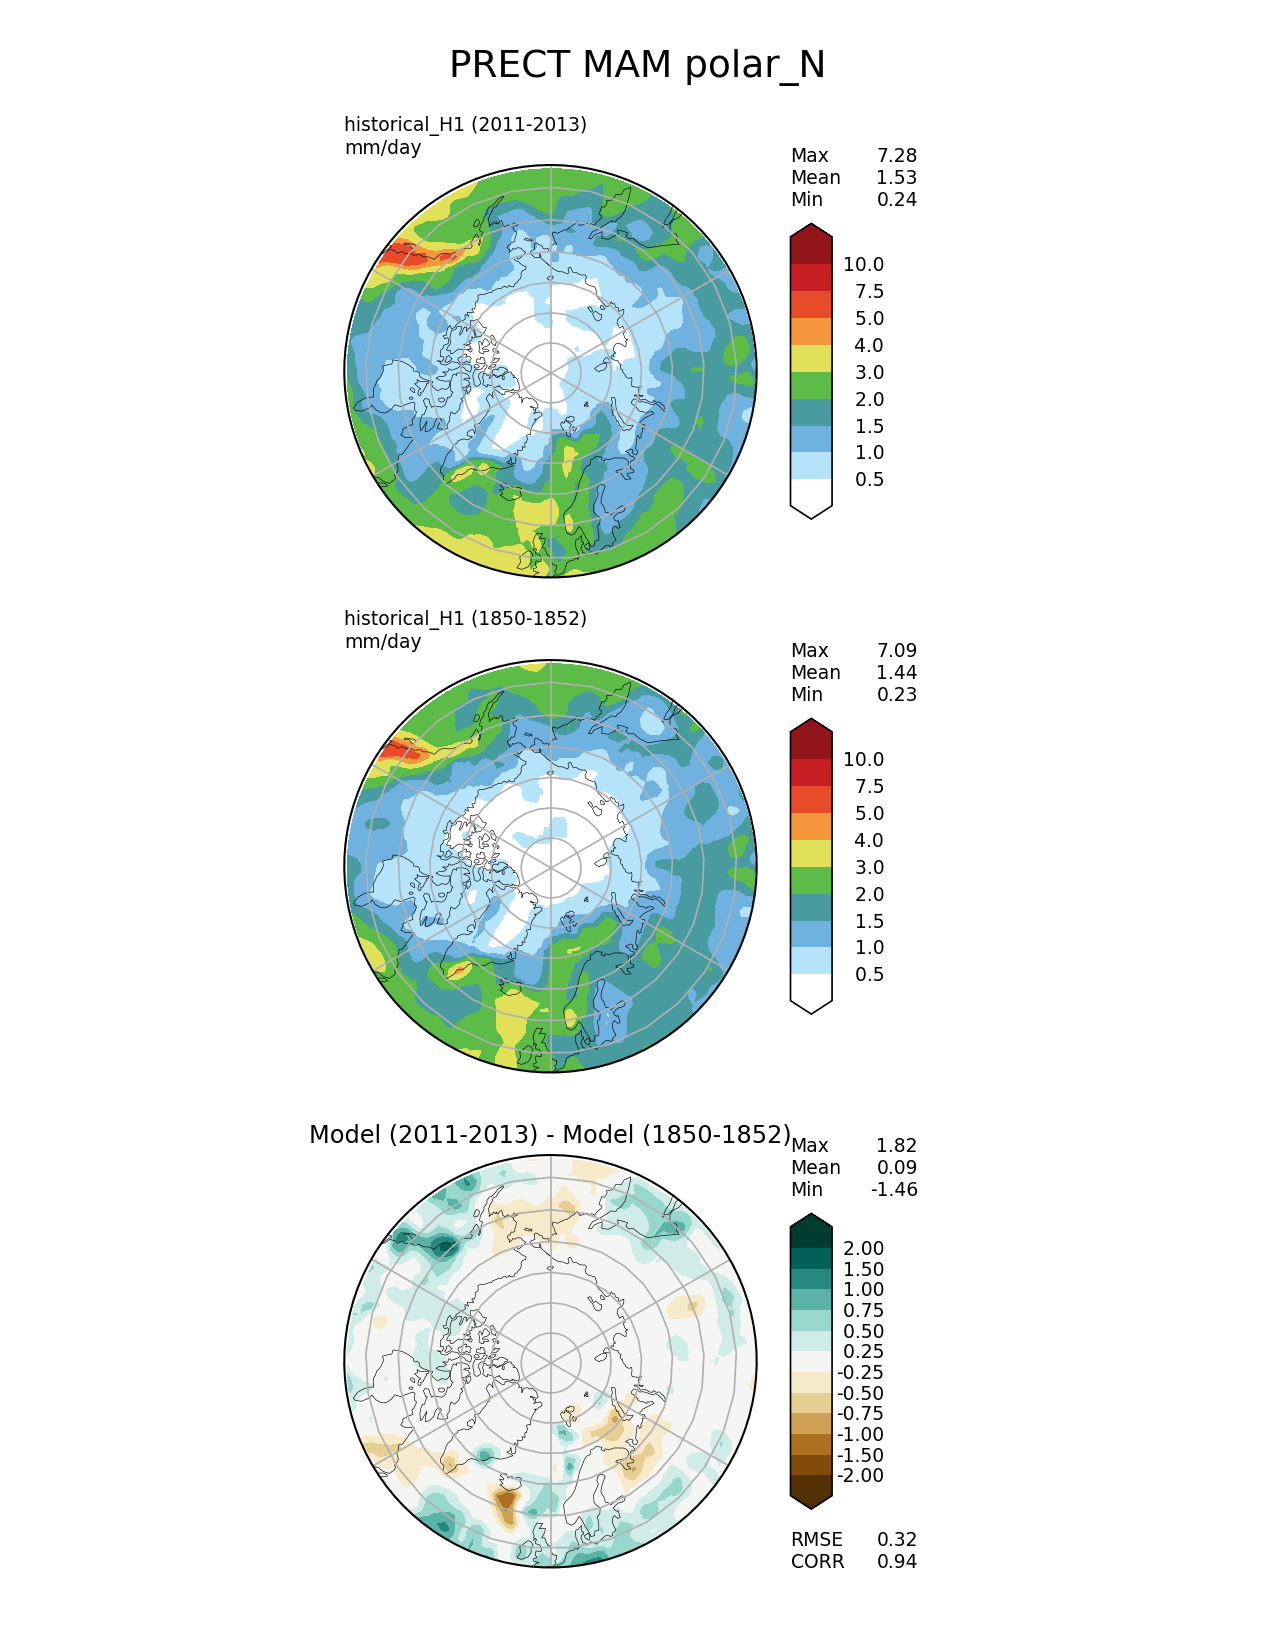 PRECT MAM polar_N
historical_H1 (2011-2013)
mm/day
Max 7.28
Mean 1.53
Min 0.24
10.0
7.5
5.0
4.0
3.0
2.0
1.5
1.0
0.5
historical_H1 (1850-1852)
mm/day
Max 7.09
Mean 1.44
Min 0.23
10.0
7.5
5.0
4.0
3.0
2.0
1.5
1.0
0.5
Model (2011-2013) - Model (1850-1852)
Max 1.82
Mean 0.09
Min -1.46
2.00
1.50
1.00
0.75
0.50
0.25
-0.25
-0.50
-0.75
-1.00
-1.50
-2.00
RMSE 0.32
CORR 0.94